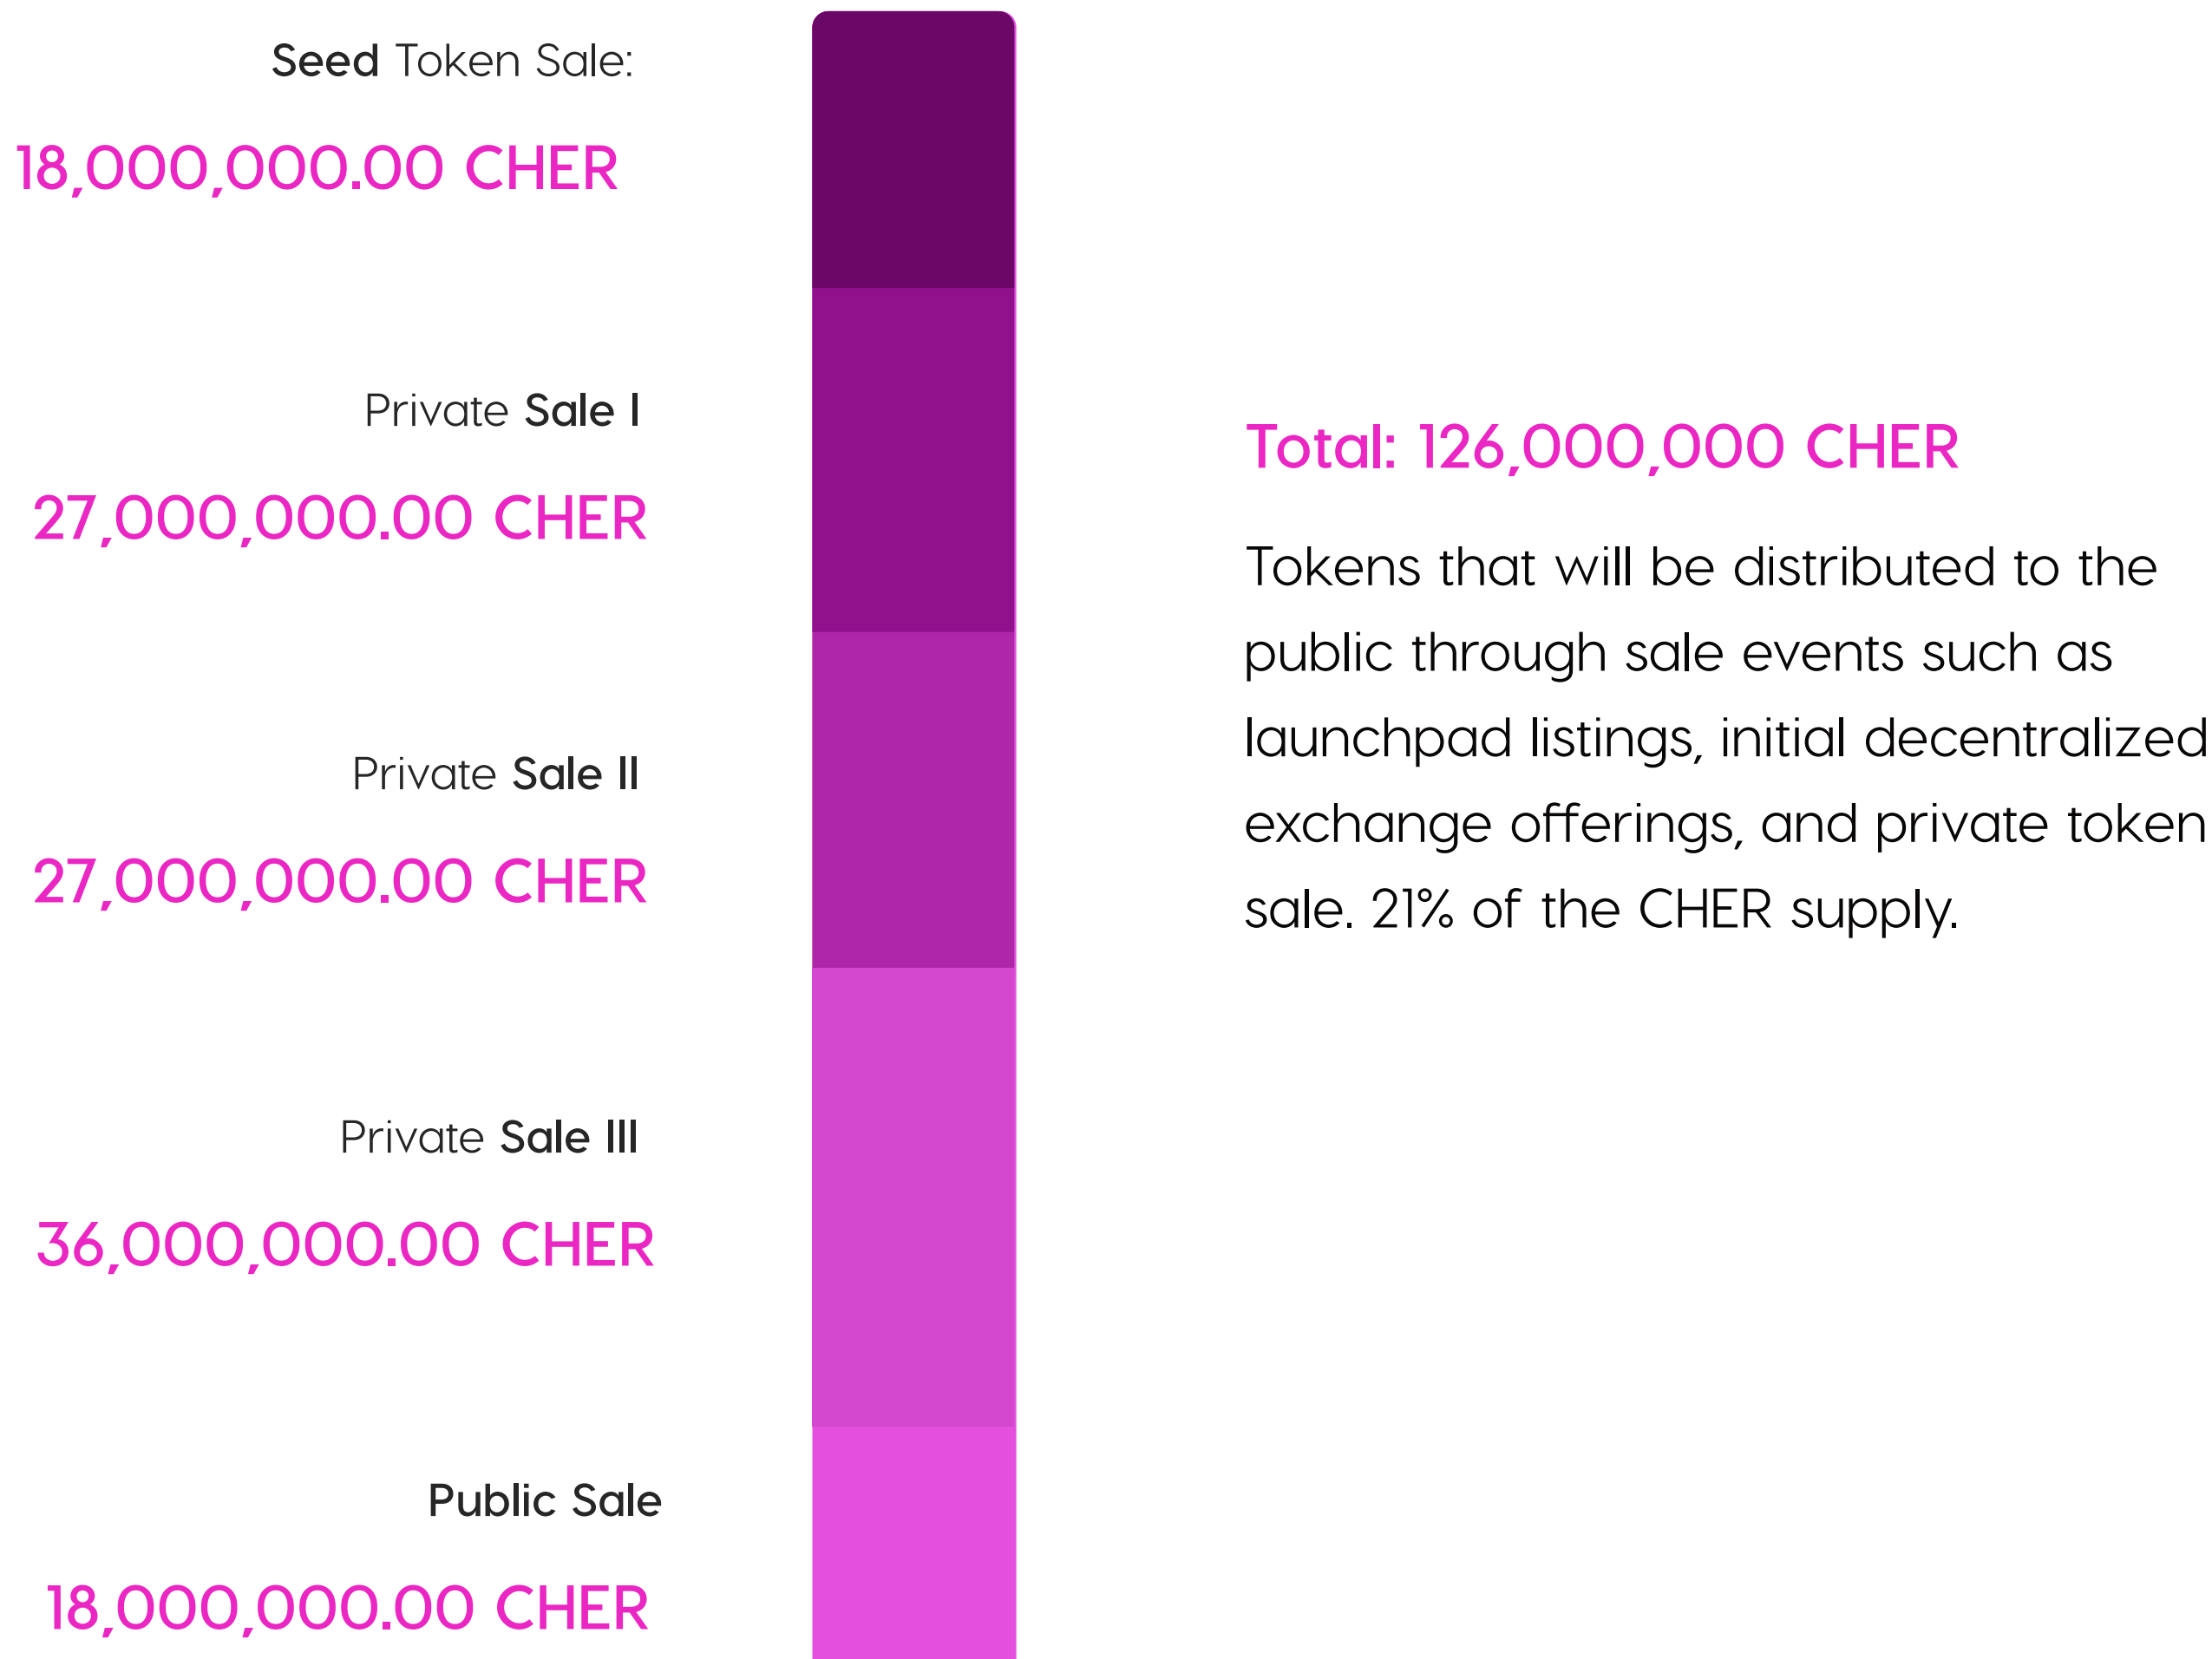 Seed Token Sale:
18,000,000.00 CHER
Private Sale I
27,000,000.00 CHER
Private Sale II
27,000,000.00 CHER
Private Sale III
36,000,000.00 CHER
Public Sale
18,000,000.00 CHER
Total: 126,000,000 CHER
Tokens that will be distributed to the
public through sale events such as
launchpad listings, initial decentralized
exchange offerings, and private token
sale. 21% of the CHER supply.